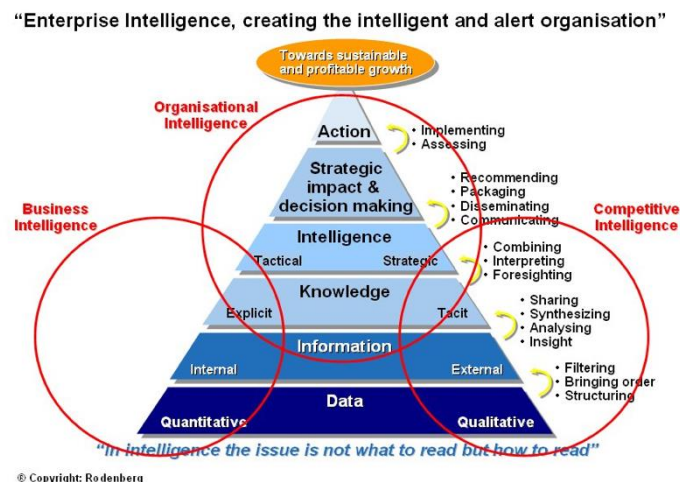 “Enterprise Intelligence, creating the intelligent and alert organisation”
Towards sustainable
and profitable growth
Organisational
Intelligence
Action
• Implementing
• Assessing
Strategic
impact &
decision making
• Recommending
• Packaging
• Disseminating
• Communicating
Business
Intelligence
Competitive
Intelligence
Intelligence
Tactical
Strategic
• Combining
• Interpreting
• Foresighting
Knowledge
Explicit
Tacit
• Sharing
• Synthesizing
• Analysing
• Insight
Information
Internal
External
• Filtering
• Bringing order
• Structuring
Data
Quantitative
Qualitative
“In intelligence the issue is not what to read but how to read”
© Copyright: Rodenberg